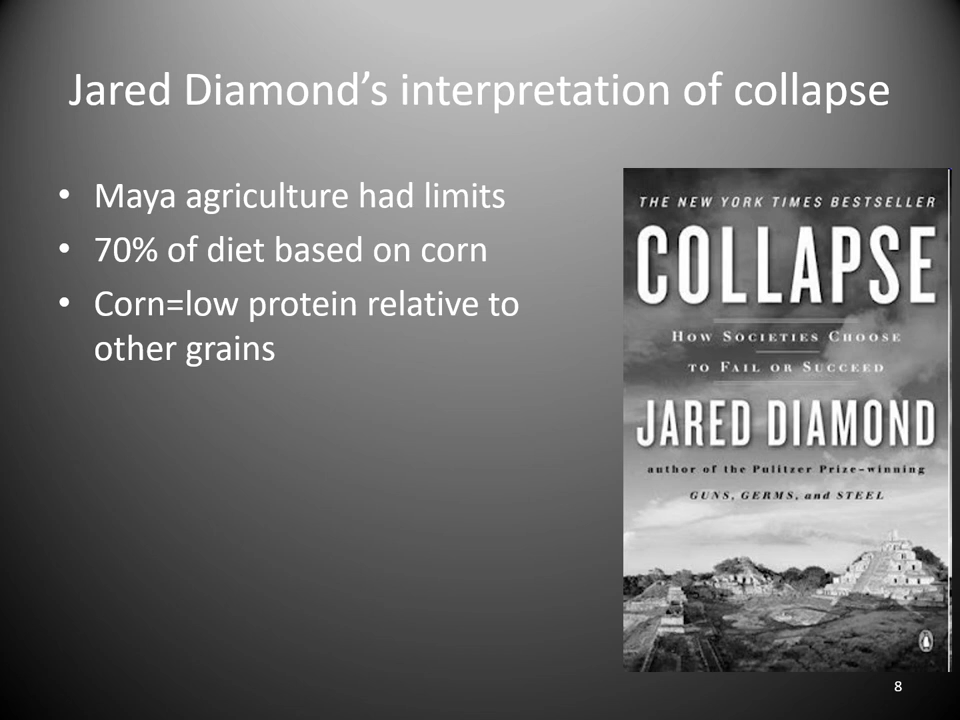 Jared Diamond’s interpretation of collapse
• Maya agriculture had limits
• 70% of diet based on corn
• Corn=low protein relative to
other grains
THE NEW YORK TIMES BESTSELLER
COLLAPSE
HOW SOCIETIES CHOOSE
TO FAIL OR SUCCEED
JARED DIAMOND
author of the Pulitzer Prize–winning
GUNS, GERMS, and STEEL
8